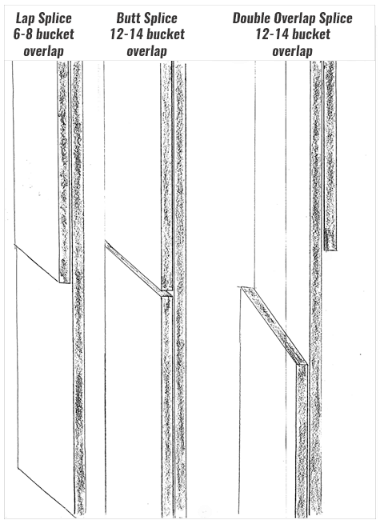 Lap Splice
6-8 bucket
overlap
Butt Splice
12-14 bucket
overlap
Double Overlap Splice
12-14 bucket
overlap